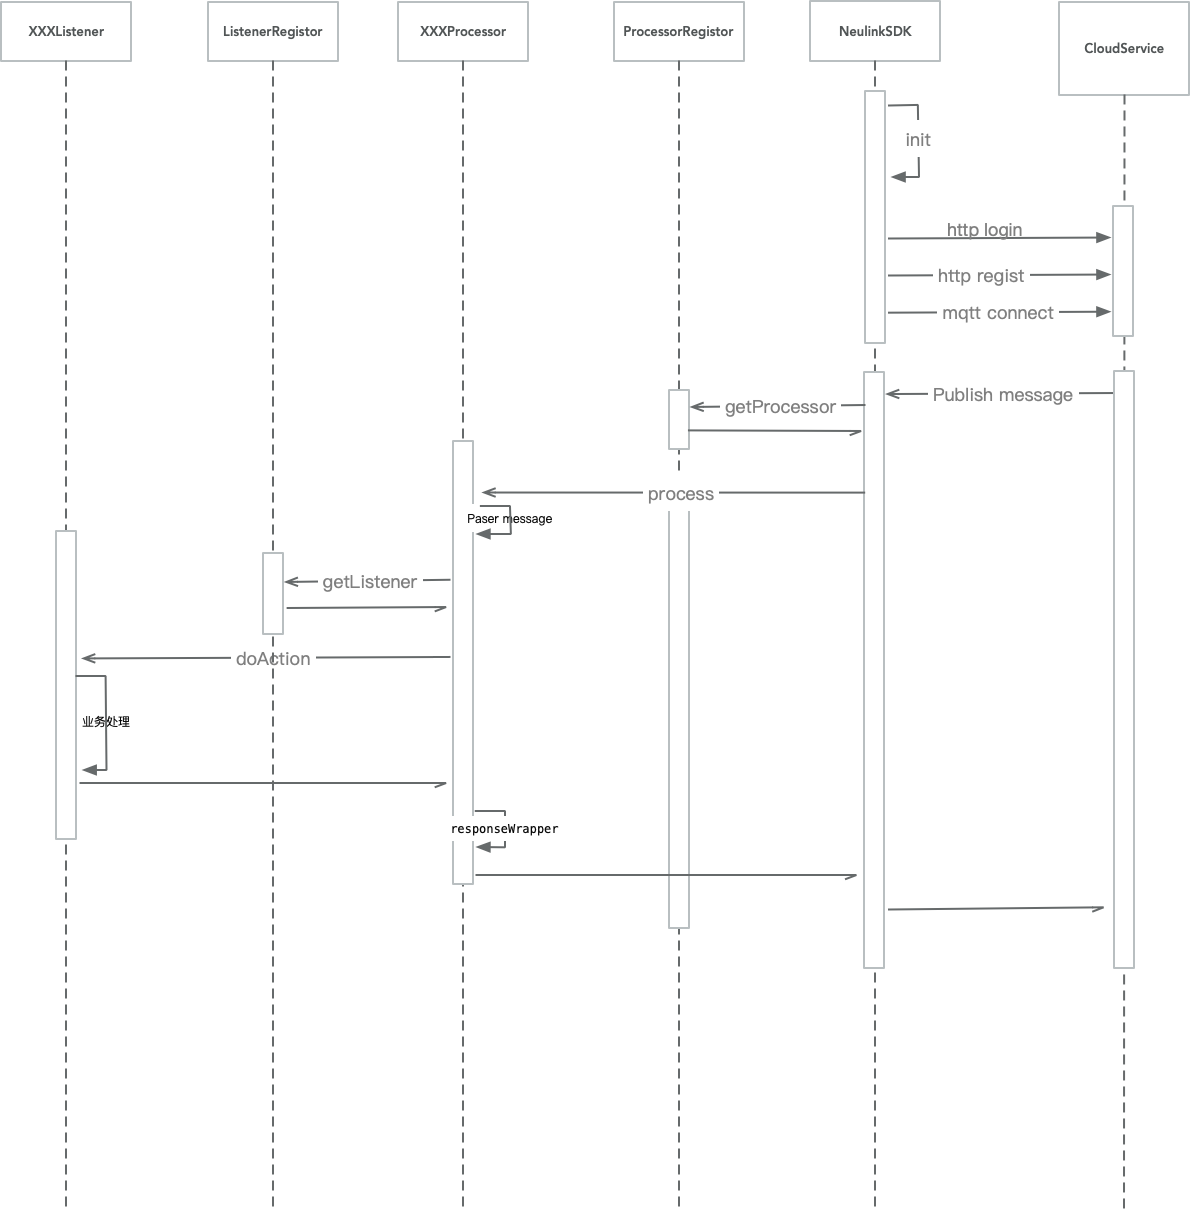 XXXListener
ListenerRegistor
XXXProcessor
ProcessorRegistor
NeulinkSDK
CloudService
init
http login
http regist
mqtt connect
Publish message
getProcessor
process
Paser message
getListener
doAction
业务处理
responseWrapper